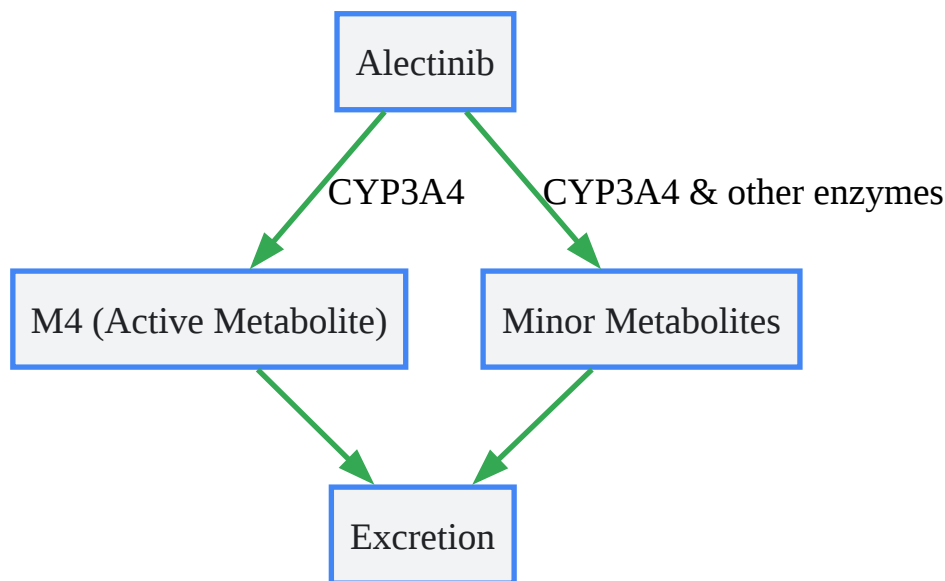 Alectinib
CYP3A4
CYP3A4 & other enzymes
M4 (Active Metabolite)
Minor Metabolites
Excretion